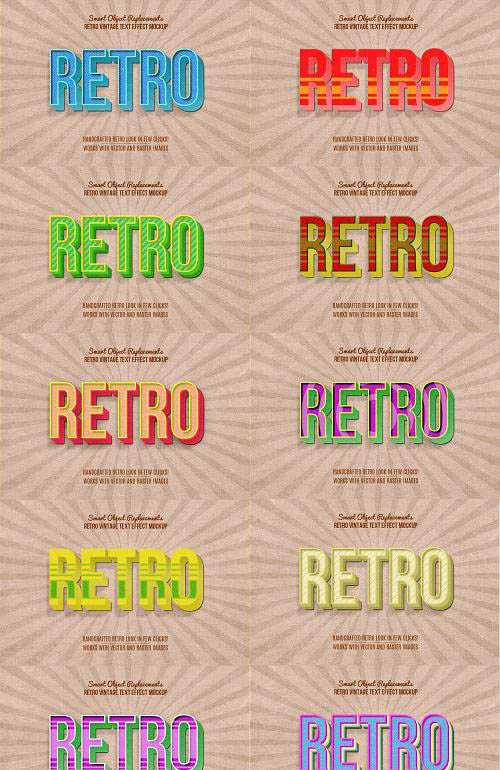 Smart Object Replacements
RETRO VINTAGE TEXT EFFECT MOCKUP
RETRO
HANDCRAFTED RETRO LOOK IN FEW CLICKS!
WORKS WITH VECTOR AND RASTER IMAGES
Smart Object Replacements
RETRO VINTAGE TEXT EFFECT MOCKUP
RETRO
HANDCRAFTED RETRO LOOK IN FEW CLICKS!
WORKS WITH VECTOR AND RASTER IMAGES
Smart Object Replacements
RETRO VINTAGE TEXT EFFECT MOCKUP
RETRO
HANDCRAFTED RETRO LOOK IN FEW CLICKS!
WORKS WITH VECTOR AND RASTER IMAGES
Smart Object Replacements
RETRO VINTAGE TEXT EFFECT MOCKUP
RETRO
HANDCRAFTED RETRO LOOK IN FEW CLICKS!
WORKS WITH VECTOR AND RASTER IMAGES
Smart Object Replacements
RETRO VINTAGE TEXT EFFECT MOCKUP
RETRO
HANDCRAFTED RETRO LOOK IN FEW CLICKS!
WORKS WITH VECTOR AND RASTER IMAGES
Smart Object Replacements
RETRO VINTAGE TEXT EFFECT MOCKUP
RETRO
HANDCRAFTED RETRO LOOK IN FEW CLICKS!
WORKS WITH VECTOR AND RASTER IMAGES
Smart Object Replacements
RETRO VINTAGE TEXT EFFECT MOCKUP
RETRO
HANDCRAFTED RETRO LOOK IN FEW CLICKS!
WORKS WITH VECTOR AND RASTER IMAGES
Smart Object Replacements
RETRO VINTAGE TEXT EFFECT MOCKUP
RETRO
HANDCRAFTED RETRO LOOK IN FEW CLICKS!
WORKS WITH VECTOR AND RASTER IMAGES
Smart Object Replacements
RETRO VINTAGE TEXT EFFECT MOCKUP
RETRO
Smart Object Replacements
RETRO VINTAGE TEXT EFFECT MOCKUP
RETRO